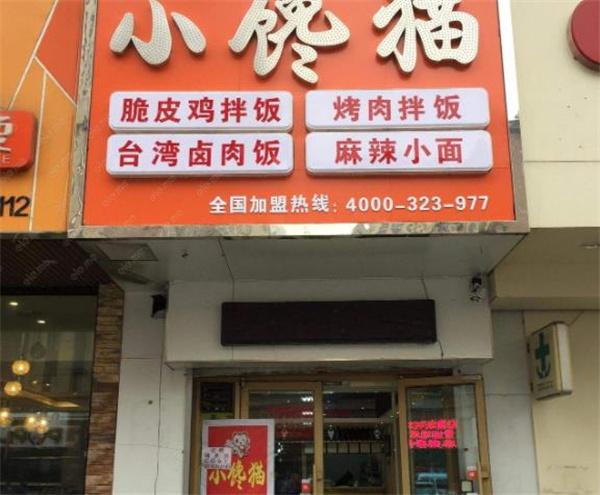 小馋猫
脆皮鸡拌饭
烤肉拌饭
台湾卤肉饭
麻辣小面
全国加盟热线：4000-323-977
112
小馋猫